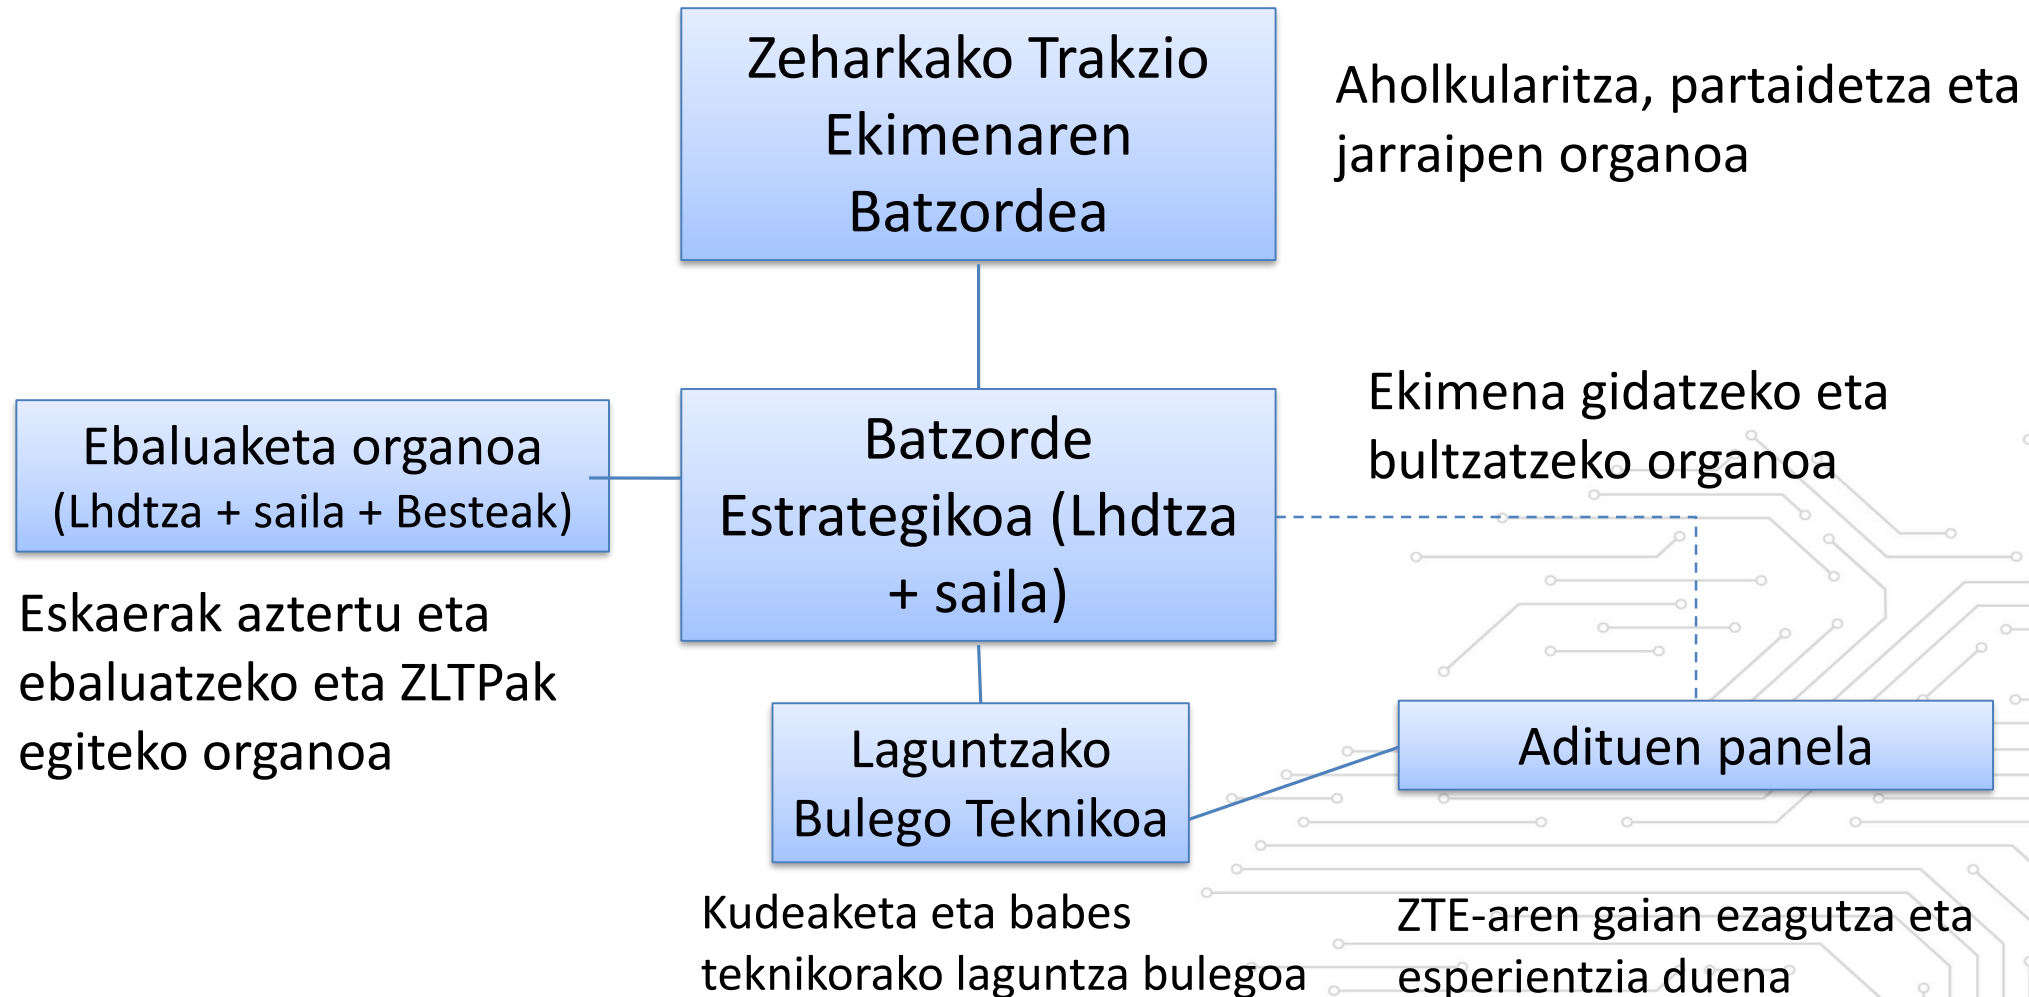 Zeharkako Trakzio
Ekimenaren
Batzordea
Aholkularitza, partaidetza eta
jarraipen organoa
Ebaluaketa organoa
(Lhdtza + saila + Besteak)
Eskaerak aztertu eta
ebaluatzeko eta ZLTPak
egiteko organoa
Batzorde
Estrategikoa (Lhdtza
+ saila)
Ekimena gidatzeko eta
bultzatzeko organoa
Laguntzako
Bulego Teknikoa
Kudeaketa eta babes
teknikorako laguntza bulegoa
Adituen panela
ZTE-aren gaian ezagutza eta
esperientzia duena